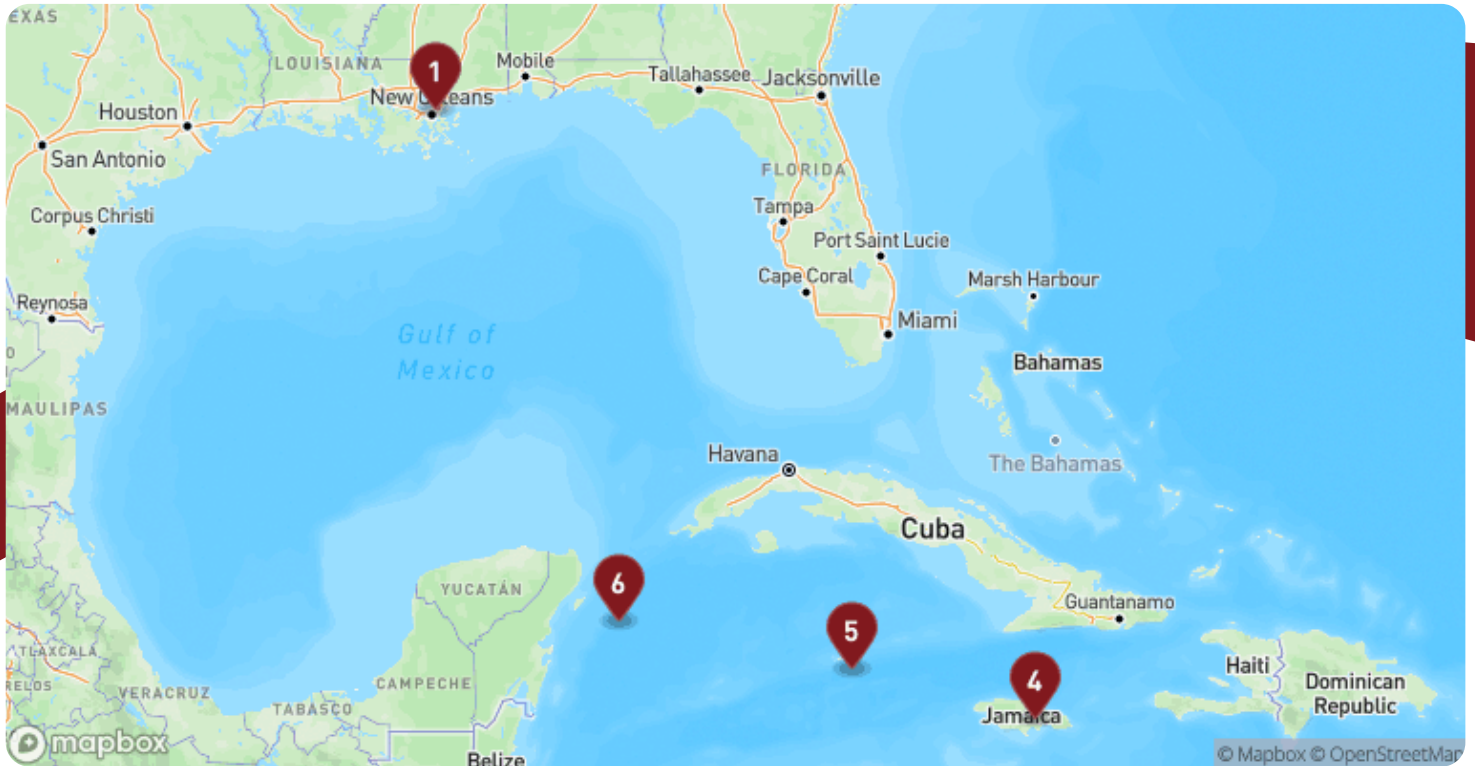 EXAS
LOUISIANA
1
Mobile
Tallahassee
Jacksonville
New Orleans
Houston
San Antonio
FLORIDA
Corpus Christi
Tampa
Port Saint Lucie
Cape Coral
Marsh Harbour
Reynosa
Miami
Gulf of
Mexico
Bahamas
MAULIPAS
Havana
The Bahamas
Cuba
6
YUCATÁN
Guantanamo
5
TLAXCALA
Haiti
Dominican
Republic
4
RELOS
VERACRUZ
CAMPECHE
TABASCO
Jamaica
mapbox
Belize
© Mapbox © OpenStreetMap